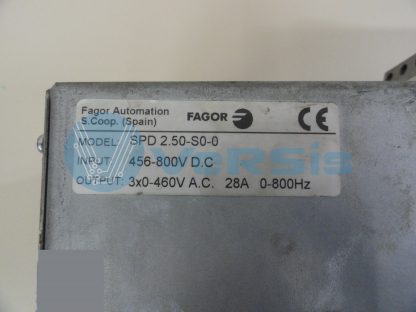 Fagor Automation
S.Coop. (Spain)
FAGOR
CE
MODEL: SPD 2.50-S0-0
INPUT: 456-800V D.C
OUTPUT: 3x0-460V A.C. 28A 0-800Hz
Versis